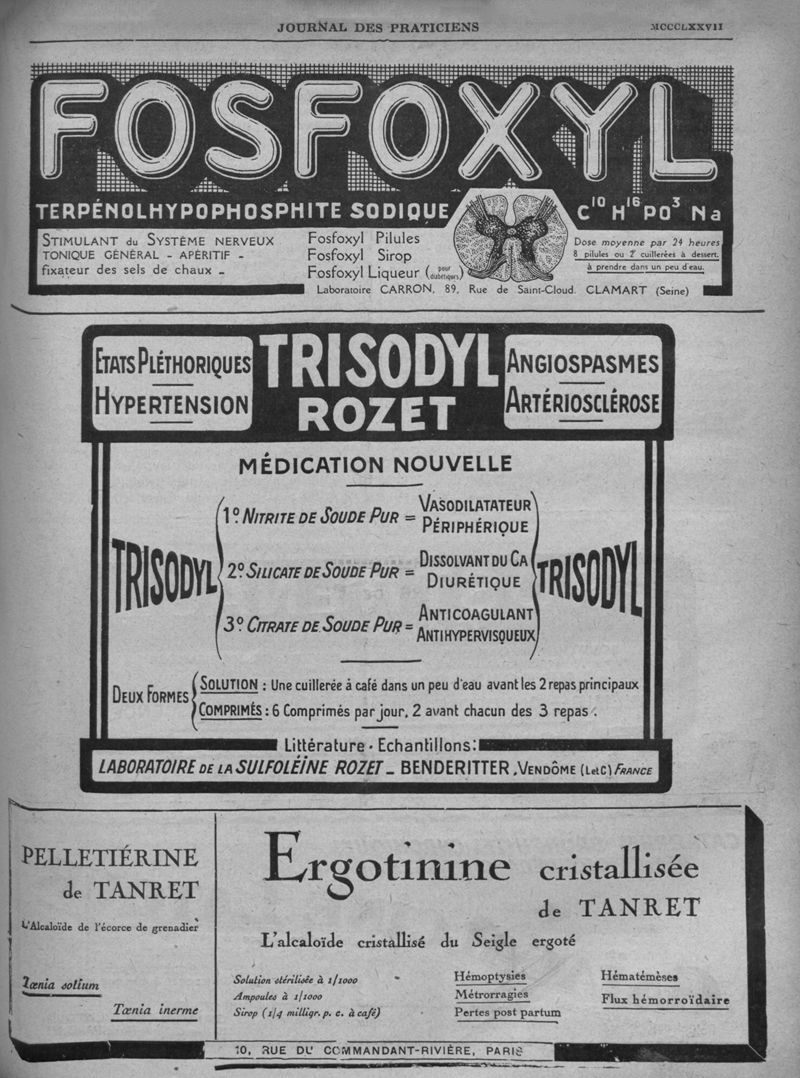 JOURNAL DES PRATICIENS
MCCCLXXVII
FOSFOXYL
TERPÉNOLHYPOPHOSPHITE SODIQUE
C10 H16 PO3 Na
STIMULANT du SYSTÈME NERVEUX
TONIQUE GÉNÉRAL - APÉRITIF -
fixateur des sels de chaux _
Fosfoxyl Pilules
Fosfoxyl Sirop
Fosfoxyl Liqueur (pour diabétiques.)
Dose moyenne par 24 heures
8 pilules ou 2 cuillerées à dessert.
à prendre dans un peu d'eau.
Laboratoire CARRON, 89, Rue de Saint-Cloud. CLAMART (Seine)
ETATS PLÉTHORIQUES
HYPERTENSION
TRISODYL
ROZET
ANGIOSPASMES
ARTÉRIOSCLÉROSE
MÉDICATION NOUVELLE
TRISODYL
1º. NITRITE DE SOUDE PUR = VASODILATATEUR
PÉRIPHÉRIQUE
2º. SILICATE DE SOUDE PUR = DISSOLVANT DU CA
DIURÉTIQUE
3º. CITRATE DE SOUDE PUR = ANTICOAGULANT
ANTIHYPERVISQUEUX
TRISODYL
DEUX FORMES
SOLUTION : Une cuillerée à café dans un peu d'eau avant les 2 repas principaux
COMPRIMÉS : 6 Comprimés par jour, 2 avant chacun des 3 repas.
Littérature - Echantillons:
LABORATOIRE DE LA SULFOLÉINE ROZET _ BENDERITTER, VENDÔME (L et C) FRANCE
PELLETIÉRINE
de TANRET
L'Alcaloïde de l'écorce de grenadier
Tœnia solium
Tœnia inerme
Ergotinine cristallisée
de TANRET
L'alcaloïde cristallisé du Seigle ergoté
Solution stérilisée à 1/1000
Ampoules à 1/1000
Sirop (1/4 milligr. p. c. à café)
Hémoptysies
Métrorragies
Pertes post partum
Hématémèses
Flux hémorroïdaire
10, RUE DU COMMANDANT-RIVIÈRE, PARIS